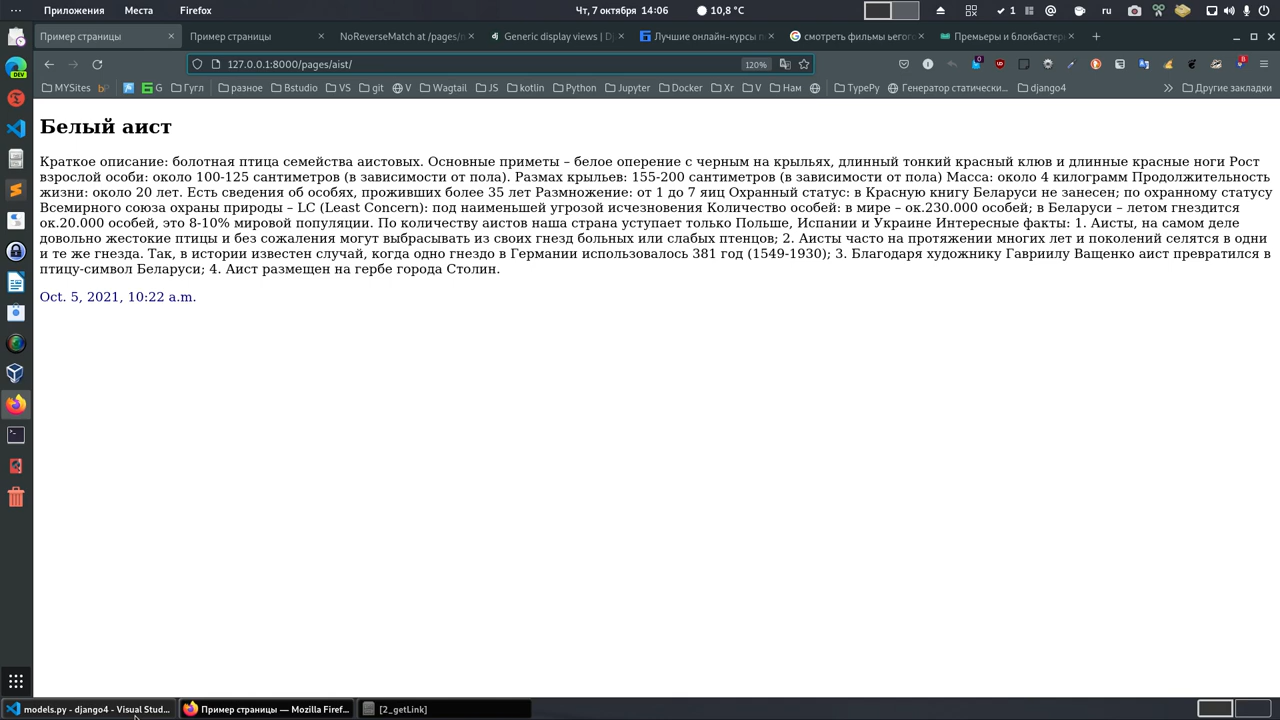 Приложения Места Firefox Чт, 7 октября 14:06 10,8 °C 1 ru
Пример страницы Пример страницы NoReverseMatch at /pages/n Generic display views | Dj Лучшие онлайн-курсы п смотреть фильмы Премьеры и блокбастер
127.0.0.1:8000/pages/aist/ 120%
MYSites G Гугл разное Bstudio VS git V Wagtail JS kotlin Python Jupyter Docker Xr V Нам TypePy Генератор статически... django4 Другие закладки
Белый аист
Краткое описание: болотная птица семейства аистовых. Основные приметы – белое оперение с черным на крыльях, длинный тонкий красный клюв и длинные красные ноги Рост
взрослой особи: около 100-125 сантиметров (в зависимости от пола). Размах крыльев: 155-200 сантиметров (в зависимости от пола) Масса: около 4 килограмм Продолжительность
жизни: около 20 лет. Есть сведения об особях, проживших более 35 лет Размножение: от 1 до 7 яиц Охранный статус: в Красную книгу Беларуси не занесен; по охранному статусу
Всемирного союза охраны природы – LC (Least Concern): под наименьшей угрозой исчезновения Количество особей: в мире – ок.230.000 особей; в Беларуси – летом гнездится
ок.20.000 особей, это 8-10% мировой популяции. По количеству аистов наша страна уступает только Польше, Испании и Украине Интересные факты: 1. Аисты, на самом деле
довольно жестокие птицы и без сожаления могут выбрасывать из своих гнезд больных или слабых птенцов; 2. Аисты часто на протяжении многих лет и поколений селятся в одни
и те же гнезда. Так, в истории известен случай, когда одно гнездо в Германии использовалось 381 год (1549-1930); 3. Благодаря художнику Гавриилу Ващенко аист превратился в
птицу-символ Беларуси; 4. Аист размещен на гербе города Столин.
Oct. 5, 2021, 10:22 a.m.
models.py - django4 - Visual Stud... Пример страницы — Mozilla Firef... [2_getLink]